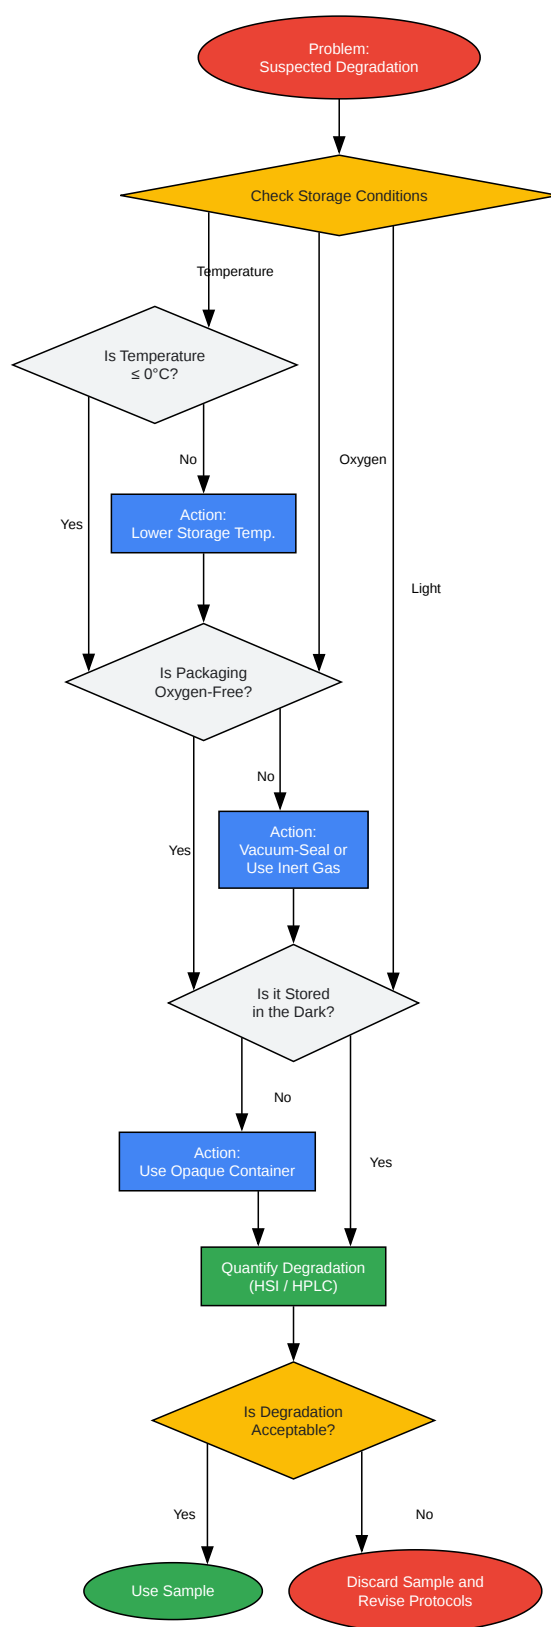 Problem:
Suspected Degradation
Check Storage Conditions
Temperature
Is Temperature
≤ 0°C?
No
Oxygen
Yes
Action:
Lower Storage Temp.
Light
Is Packaging
Oxygen-Free?
No
Yes
Action:
Vacuum-Seal or
Use Inert Gas
Is it Stored
in the Dark?
No
Yes
Action:
Use Opaque Container
Quantify Degradation
(HSI / HPLC)
Is Degradation
Acceptable?
Yes
No
Use Sample
Discard Sample and
Revise Protocols